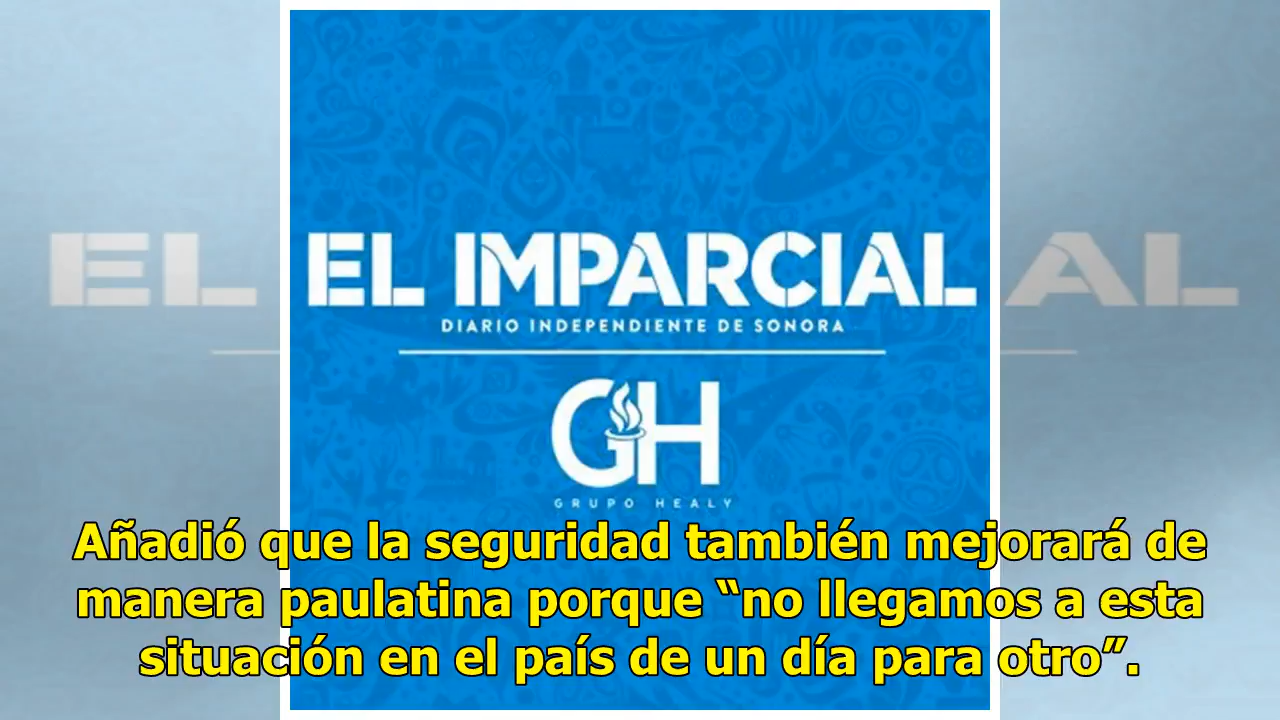 EL IMPARCIAL
DIARIO INDEPENDIENTE DE SONORA
GH
GRUPO HEALY
Añadió que la seguridad también mejorará de
manera paulatina porque “no llegamos a esta
situación en el país de un día para otro”.